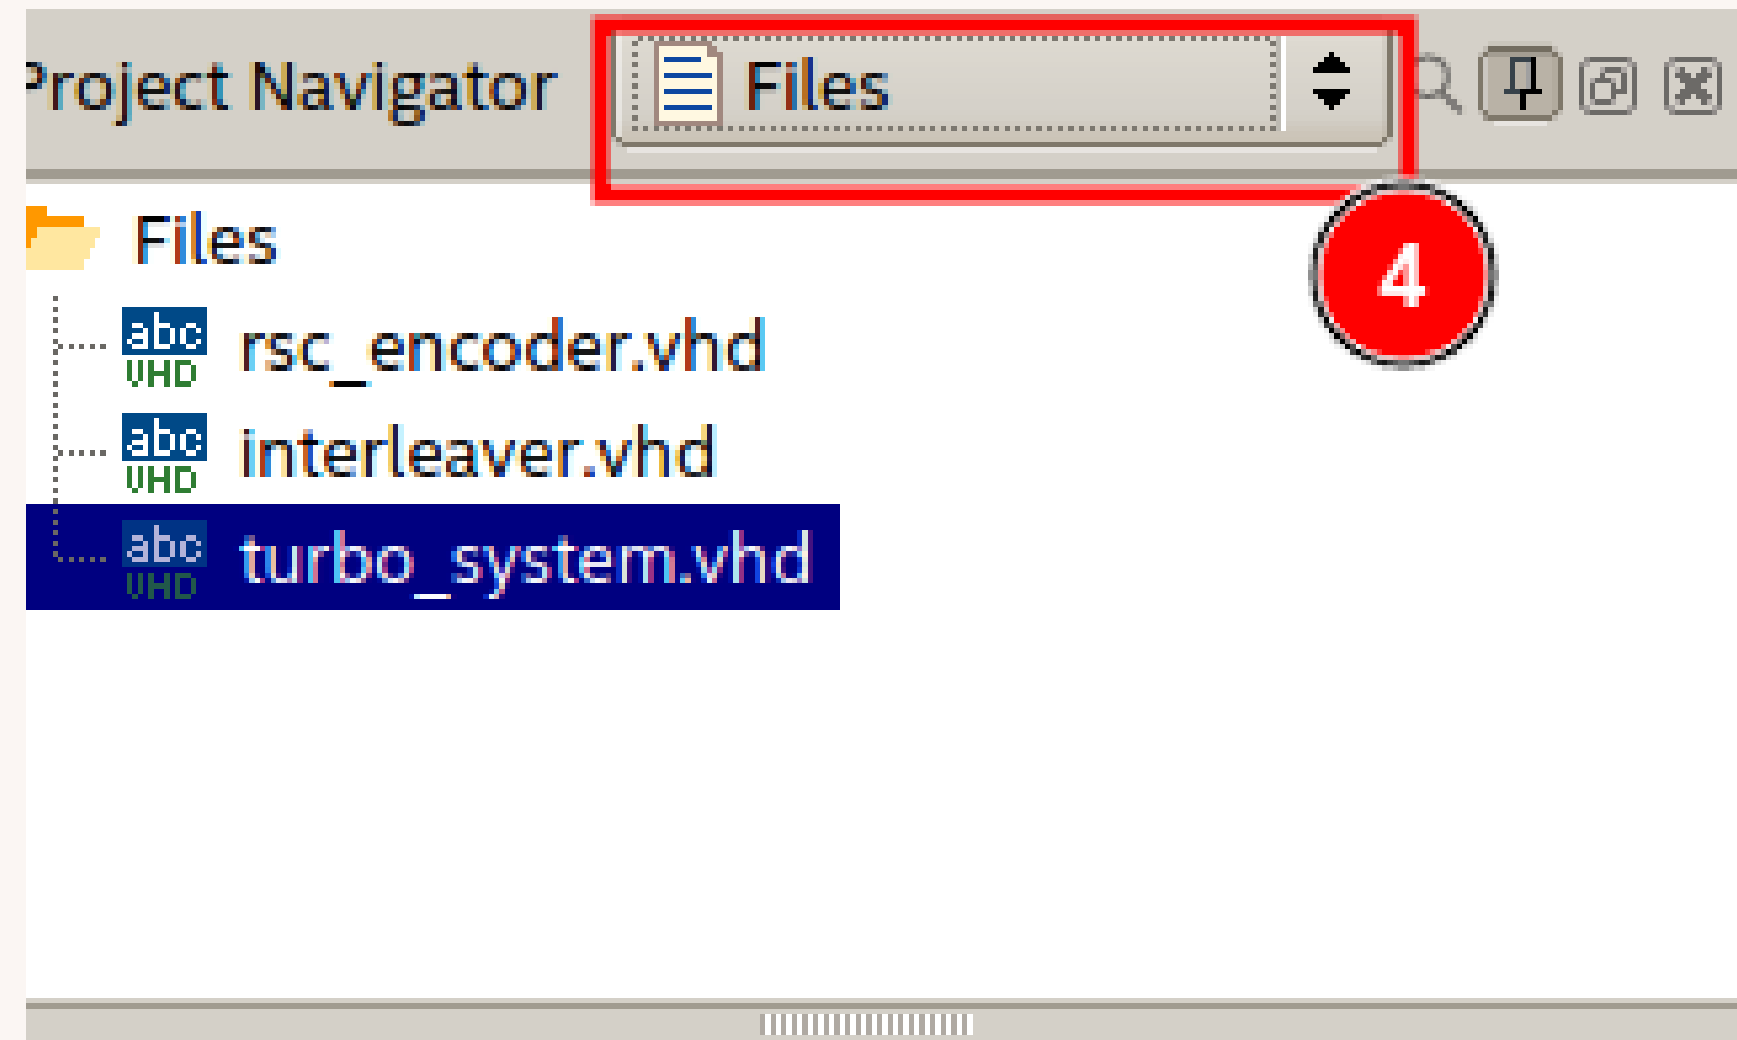 Project Navigator Files
4
Files
abc VHD rsc_encoder.vhd
abc VHD interleaver.vhd
abc VHD turbo_system.vhd